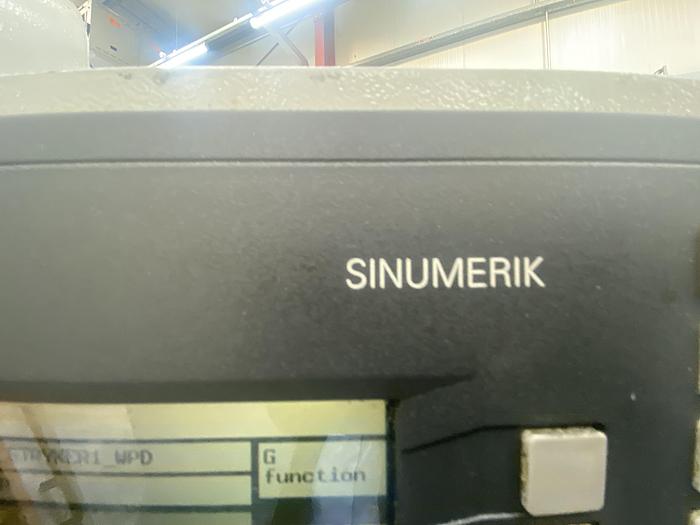 SINUMERIK
STRYKER1_WPD
G
function